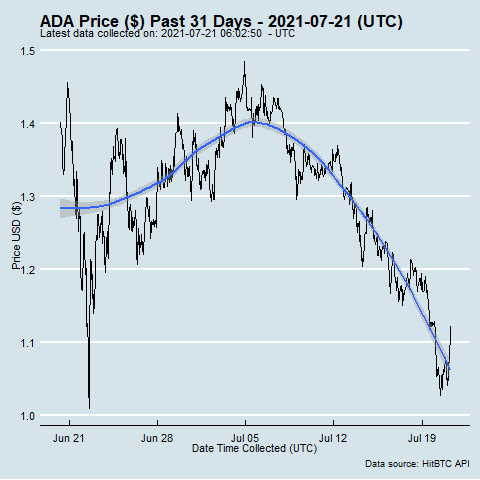 ADA Price ($) Past 31 Days - 2021-07-21 (UTC)
Latest data collected on: 2021-07-21 06:02:50 - UTC
1.5
1.4
1.3
1.2
1.1
1.0
Price USD ($)
Jun 21 Jun 28 Jul 05 Jul 12 Jul 19
Date Time Collected (UTC)
Data source: HitBTC API